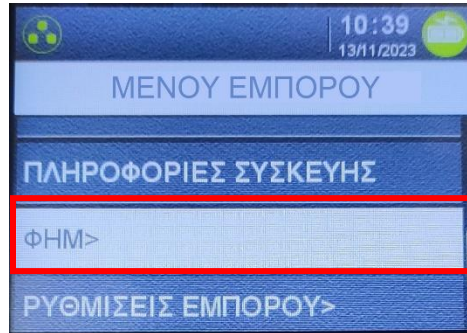 10:39
13/11/2023
ΜΕΝΟΥ ΕΜΠΟΡΟΥ
ΠΛΗΡΟΦΟΡΙΕΣ ΣΥΣΚΕΥΗΣ
ΦΗΜ>
ΡΥΘΜΙΣΕΙΣ ΕΜΠΟΡΟΥ>